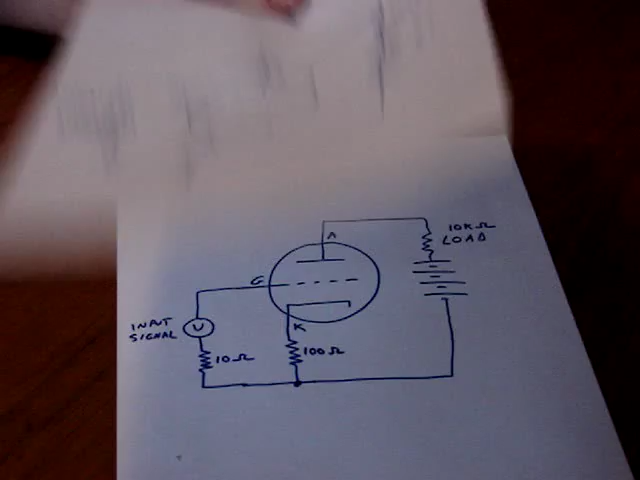 A
10KΩ
LOAD
G
INPUT
SIGNAL
V
K
10Ω
100Ω